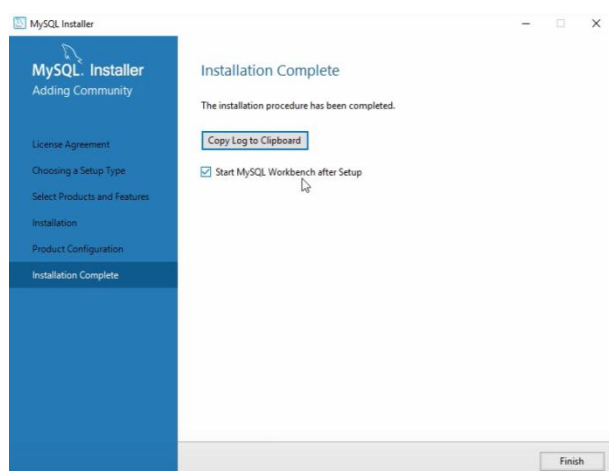 MySQL Installer
MySQL. Installer
Adding Community
License Agreement
Choosing a Setup Type
Select Products and Features
Installation
Product Configuration
Installation Complete
Installation Complete
The installation procedure has been completed.
Copy Log to Clipboard
Start MySQL Workbench after Setup
Finish